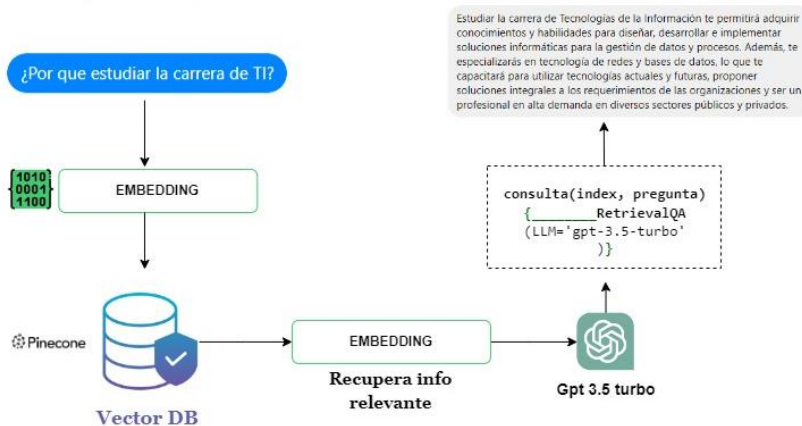 ¿Por que estudiar la carrera de TI?
1010
0001
1100
EMBEDDING
Pinecone
Vector DB
EMBEDDING
Recupera info
relevante
Gpt 3.5 turbo
consulta(index, pregunta)
{________RetrievalQA
(LLM='gpt-3.5-turbo'
)}
Estudiar la carrera de Tecnologías de la Información te permitirá adquirir
conocimientos y habilidades para diseñar, desarrollar e implementar
soluciones informáticas para la gestión de datos y procesos. Además, te
especializarás en tecnología de redes y bases de datos, lo que te
capacitará para utilizar tecnologías actuales y futuras, proponer
soluciones integrales a los requerimientos de las organizaciones y ser un
profesional en alta demanda en diversos sectores públicos y privados.